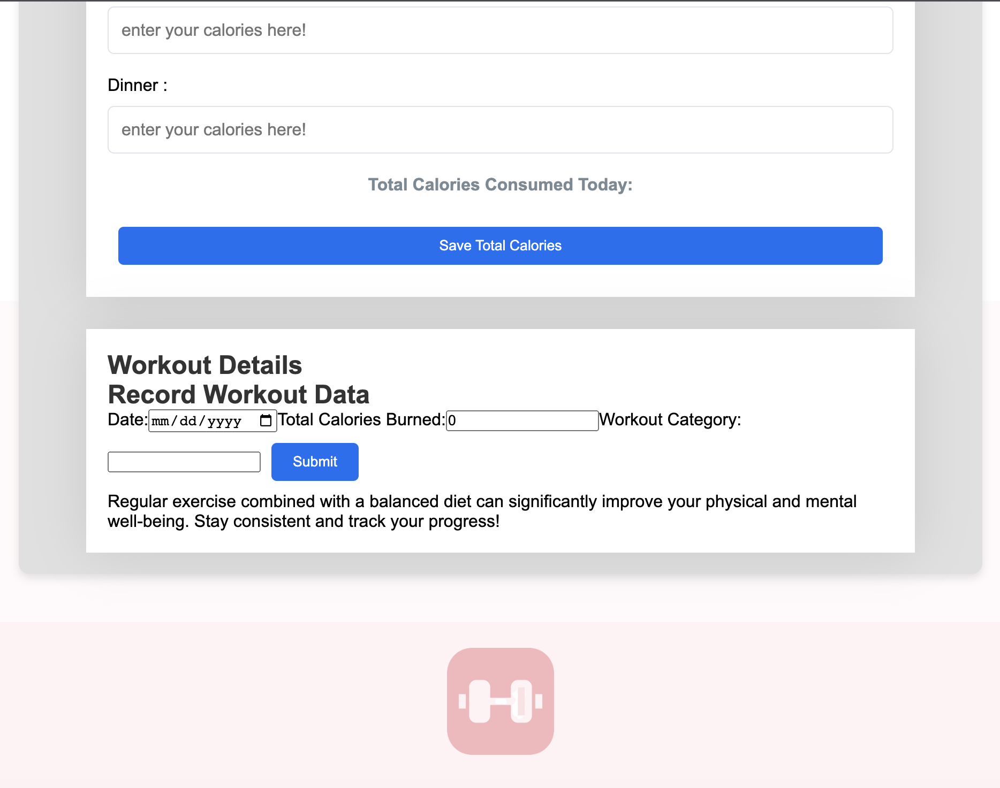 enter your calories here!
Dinner :
enter your calories here!
Total Calories Consumed Today:
Save Total Calories
Workout Details
Record Workout Data
Date:mm/dd/yyyy Total Calories Burned:0 Workout Category:
Submit
Regular exercise combined with a balanced diet can significantly improve your physical and mental
well-being. Stay consistent and track your progress!